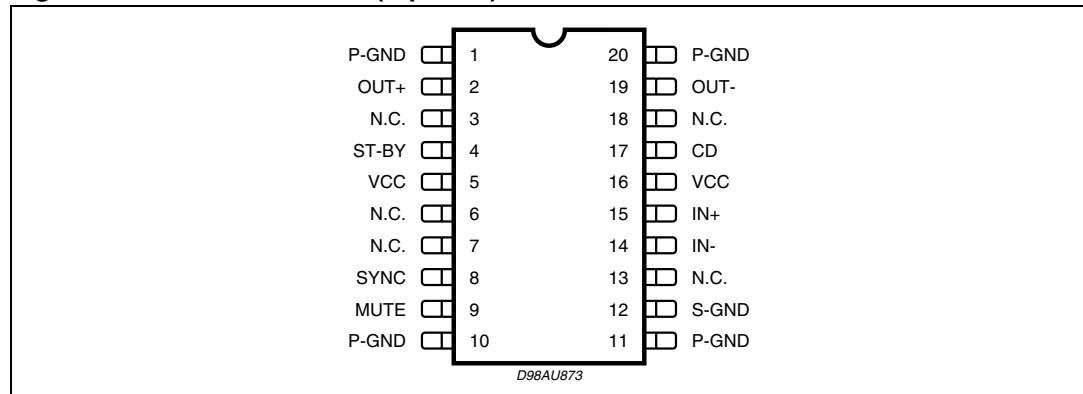 P-GND 1 20 P-GND
OUT+ 2 19 OUT-
N.C. 3 18 N.C.
ST-BY 4 17 CD
VCC 5 16 VCC
N.C. 6 15 IN+
N.C. 7 14 IN-
SYNC 8 13 N.C.
MUTE 9 12 S-GND
P-GND 10 11 P-GND
D98AU873